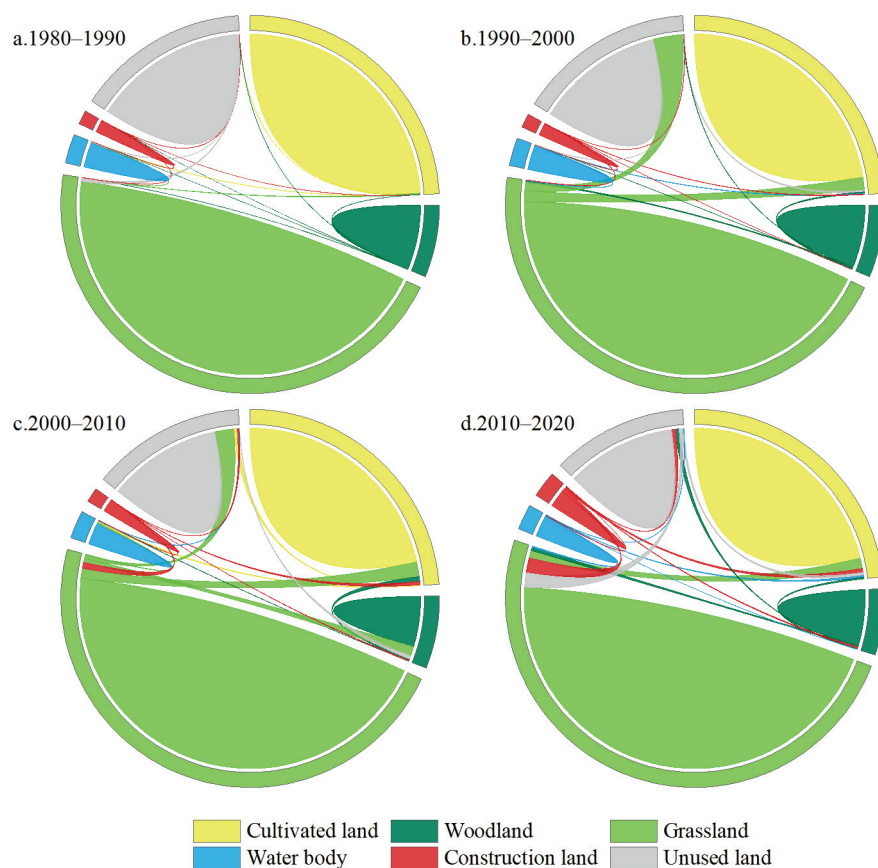 a.1980–1990
b.1990–2000
c.2000–2010
d.2010–2020
Cultivated land
Woodland
Grassland
Water body
Construction land
Unused land